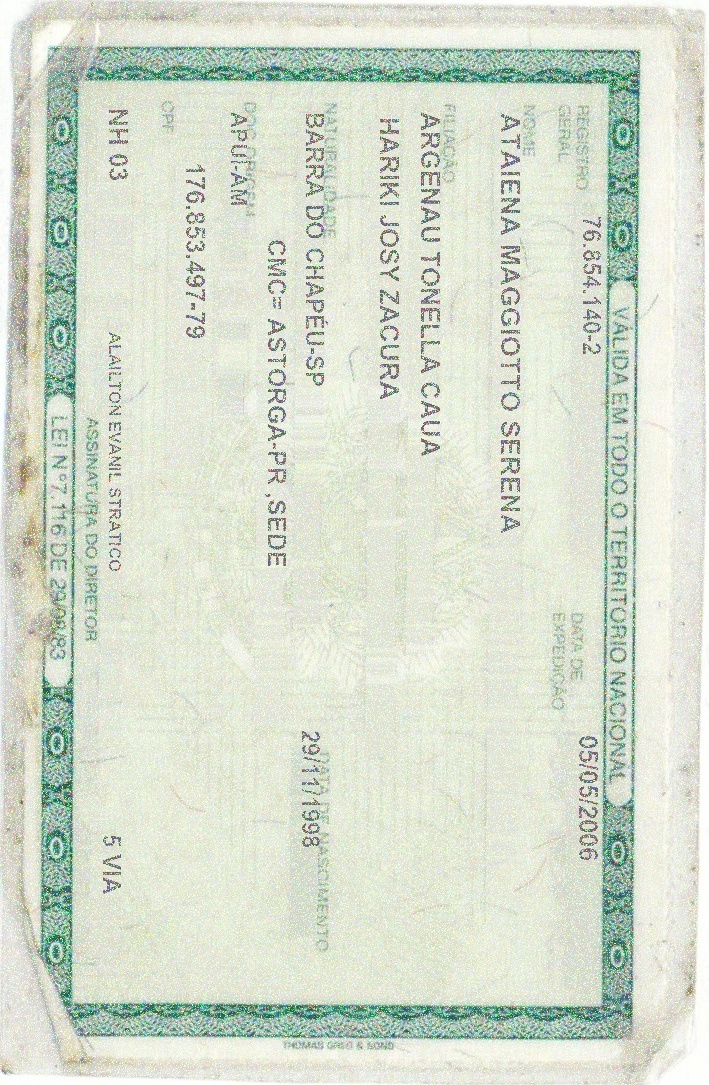 VÁLIDA EM TODO O TERRITÓRIO NACIONAL
REGISTRO GERAL 76.854.140-2 DATA DE EXPEDIÇÃO 05/05/2006
NOME
ATAIENA MAGGIOTTO SERENA
FILIAÇÃO
ARGENAU TONELLA CAUA
HARIKI JOSY ZACURA
NATURALIDADE DATA DE NASCIMENTO
BARRA DO CHAPÉU-SP 29/11/1998
DOC ORIGEM CMC= ASTORGA-PR ,SEDE
APUI-AM
CPF 176.853.497-79
NH 03 ALAILTON EVANIL STRATICO 5 VIA
ASSINATURA DO DIRETOR
LEI Nº 7.116 DE 29/08/83
THOMAS GREG & SONS